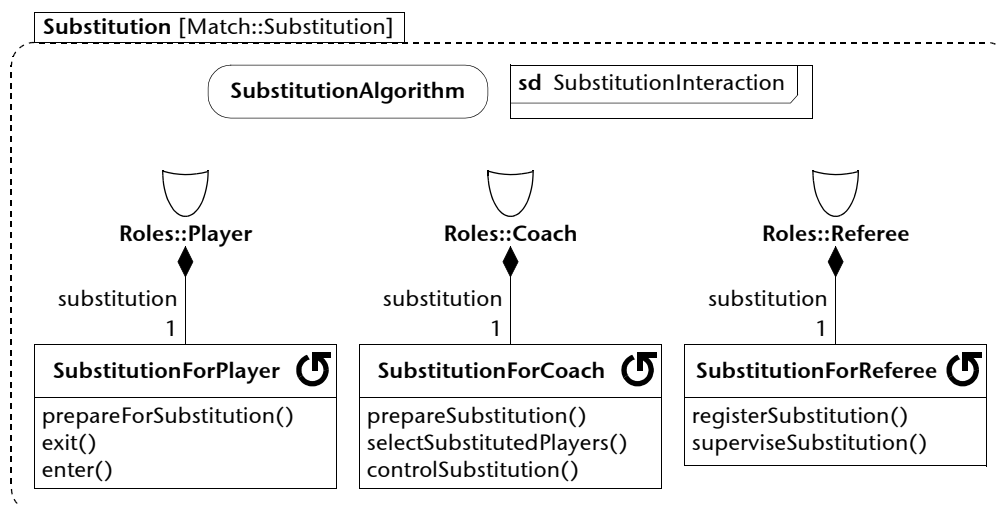 Substitution [Match::Substitution]
SubstitutionAlgorithm
sd SubstitutionInteraction
Roles::Player
Roles::Coach
Roles::Referee
substitution
substitution
substitution
1
1
1
SubstitutionForPlayer
SubstitutionForCoach
SubstitutionForReferee
prepareForSubstitution()
exit()
enter()
prepareSubstitution()
selectSubstitutedPlayers()
controlSubstitution()
registerSubstitution()
superviseSubstitution()